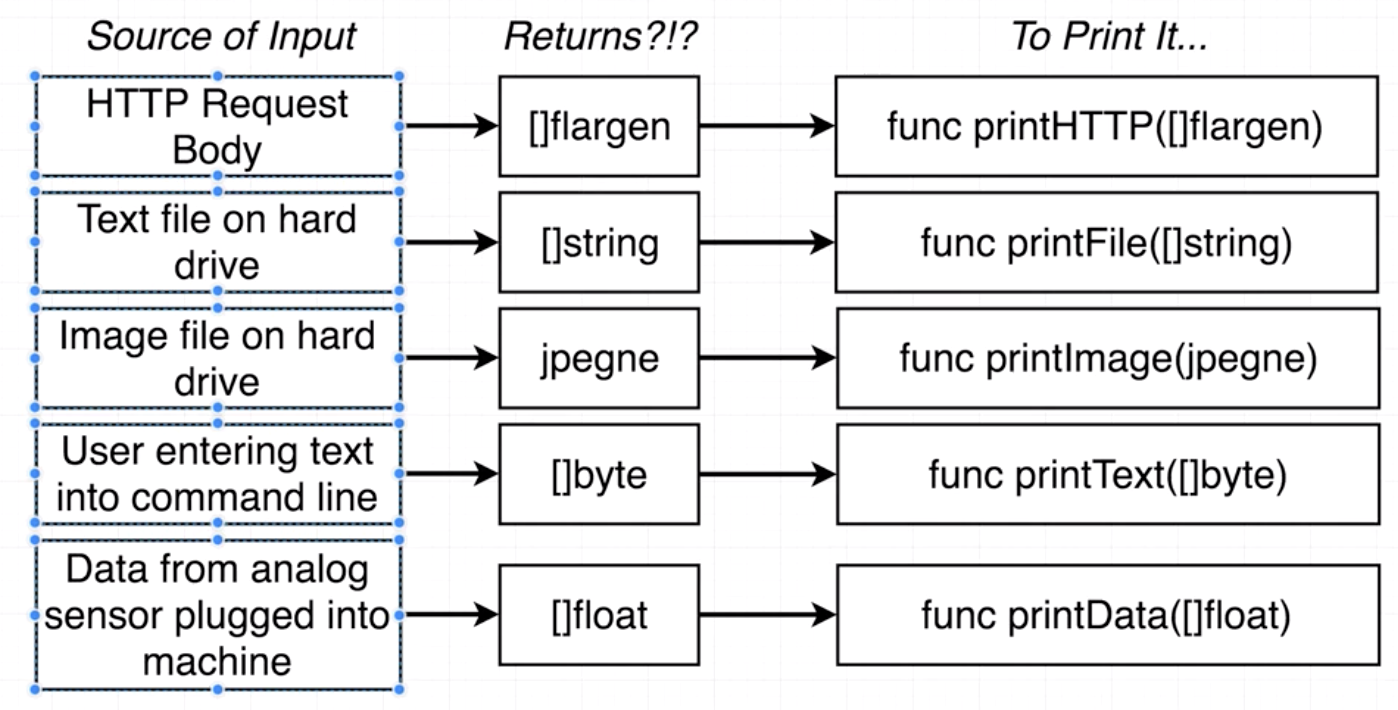 Source of Input
Returns?!?
To Print It...
HTTP Request
Body
[]flargen
func printHTTP([]flargen)
Text file on hard
drive
[]string
func printFile([]string)
Image file on hard
drive
jpegne
func printImage(jpegne)
User entering text
into command line
[]byte
func printText([]byte)
Data from analog
sensor plugged into
machine
[]float
func printData([]float)